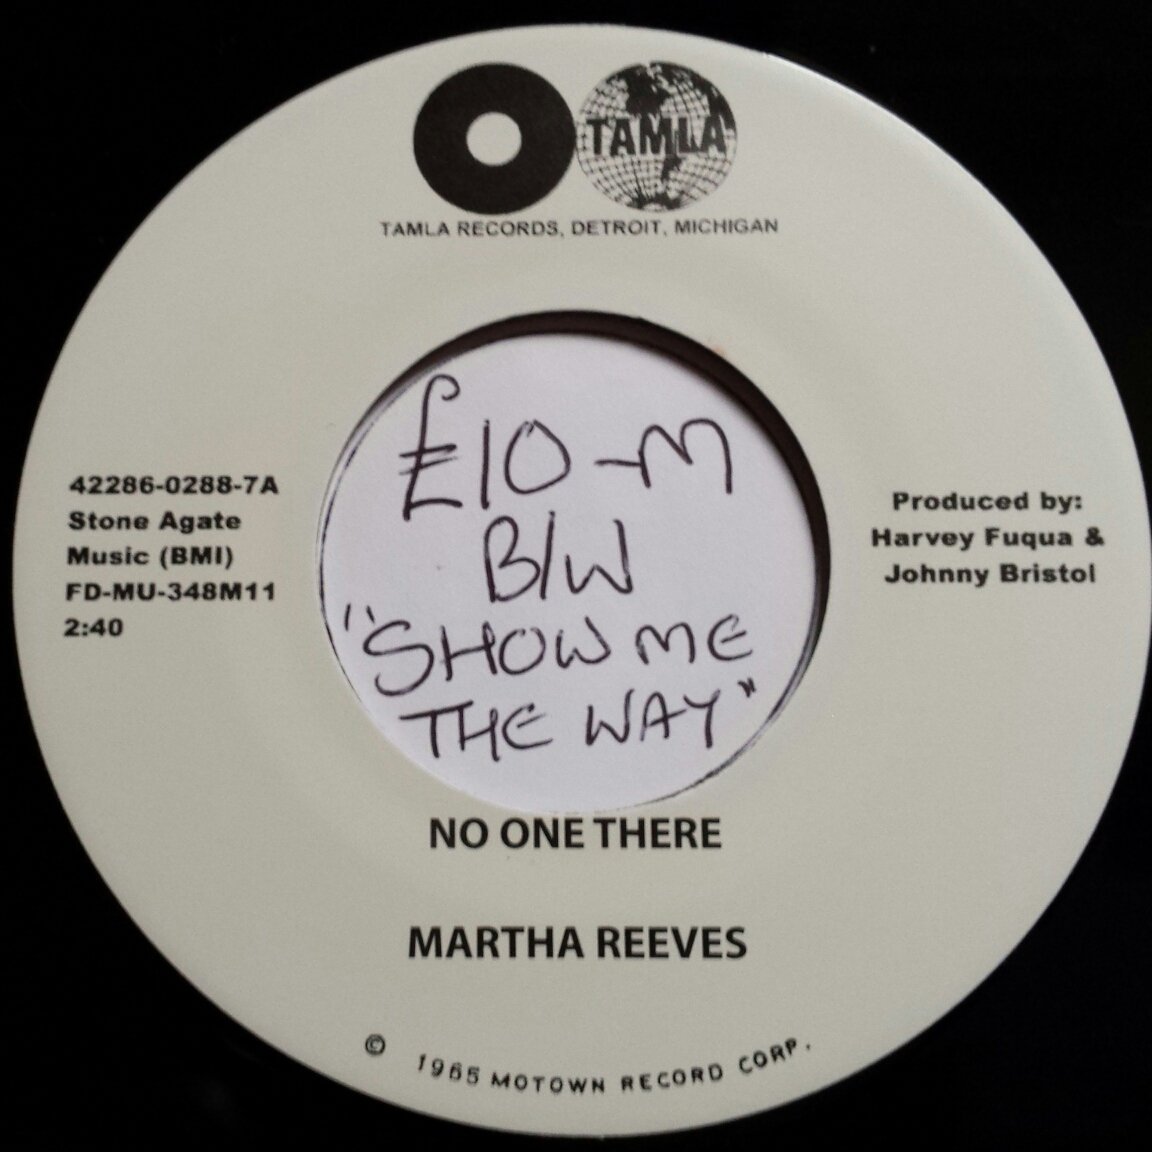 TAMLA
TAMLA RECORDS, DETROIT, MICHIGAN
£10 - M
B/W
"SHOW ME
THE WAY"
42286-0288-7A
Stone Agate
Music (BMI)
FD-MU-348M11
2:40
Produced by:
Harvey Fuqua &
Johnny Bristol
NO ONE THERE
MARTHA REEVES
© 1965 MOTOWN RECORD CORP.